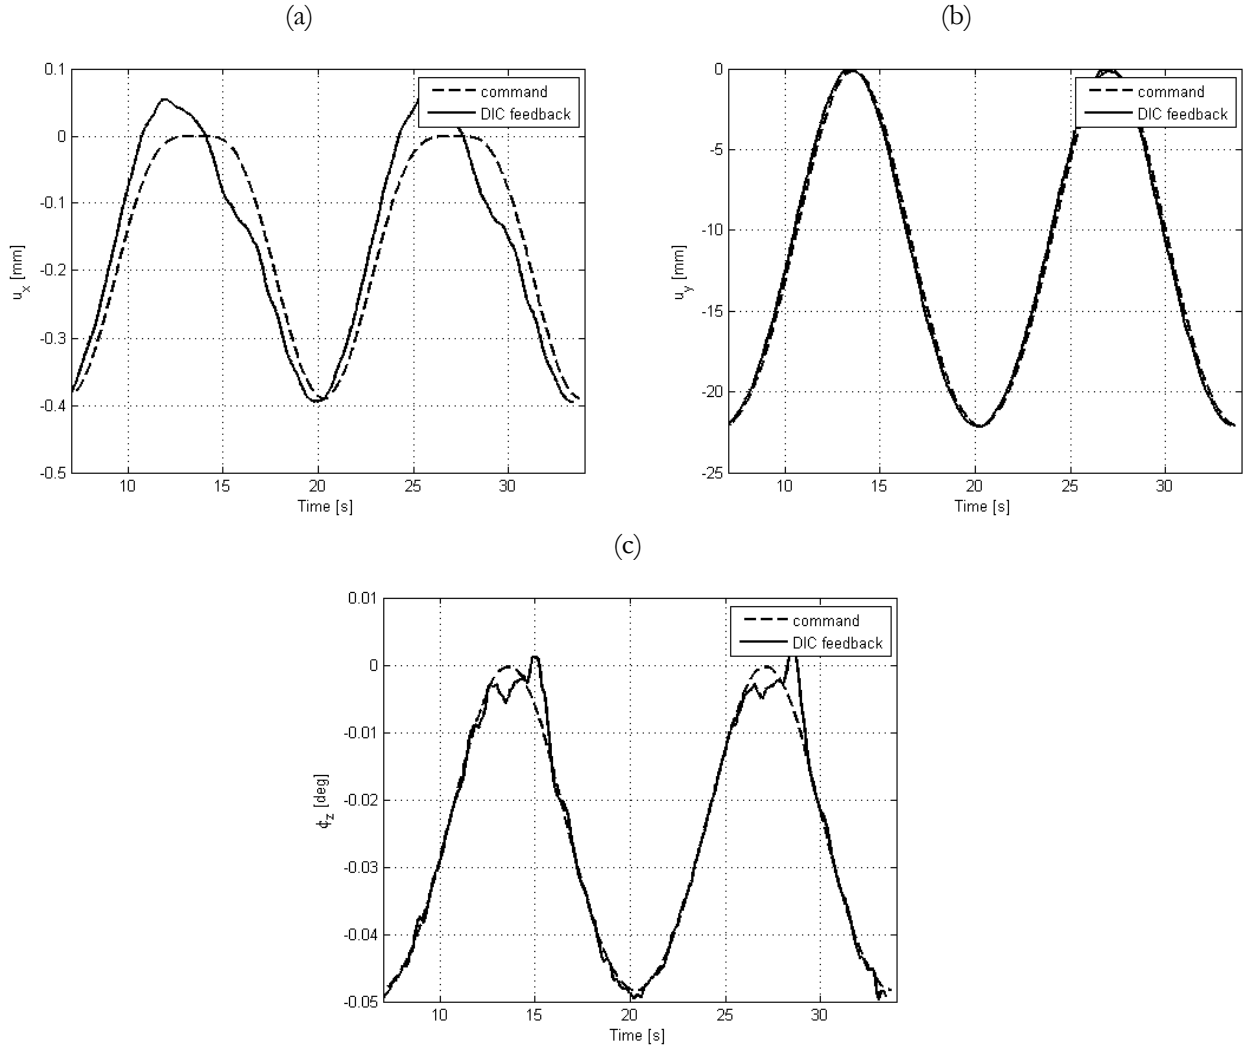 (a)
0.1
0
-0.1
-0.2
-0.3
-0.4
-0.5
10
15
20
25
30
u_x [mm]
Time [s]
command
DIC feedback
(b)
0
-5
-10
-15
-20
-25
10
15
20
25
30
u_y [mm]
Time [s]
command
DIC feedback
(c)
0.01
0
-0.01
-0.02
-0.03
-0.04
-0.05
10
15
20
25
30
ϕ_z [deg]
Time [s]
command
DIC feedback